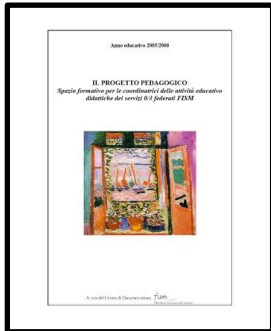 Anno educativo 2005/2006
IL PROGETTO PEDAGOGICO
Spazio formativo per le coordinatrici delle attività educativo
didattiche dei servizi 0/3 federati FISM
A cura del Centro di Documentazione Fism